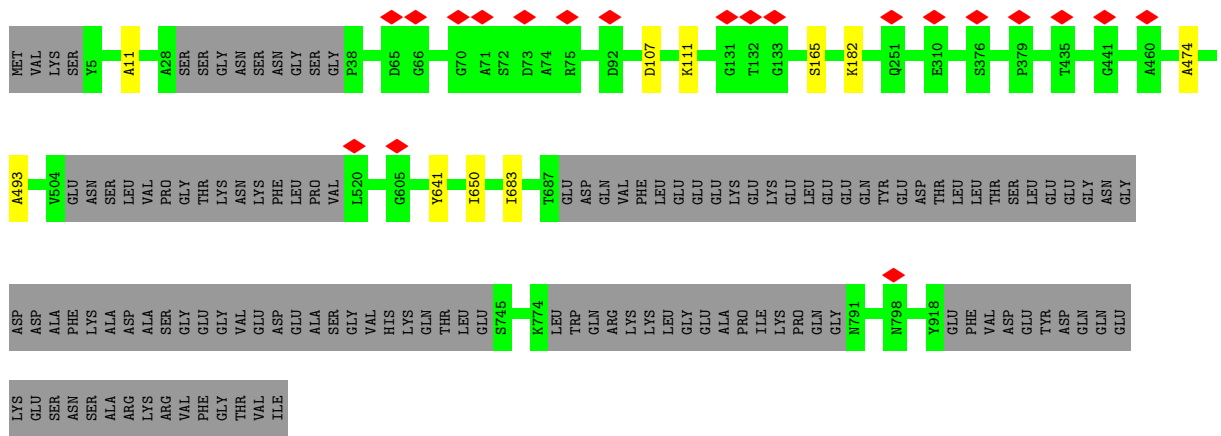 MET VAL LYS SER Y5 A11 A28 SER SER GLY ASN SER ASN GLY SER GLY P38 D65 G66 G70 A71 S72 D73 A74 R75 D92 D107 K111 G131 T132 G133 S165 K182 Q251 E310 S376 P379 T435 G441 A460 A474
A493 V504 GLU ASN SER LEU VAL PRO GLY THR LYS ASN LYS PHE LEU PRO VAL L520 G605 Y641 I650 I683 T687 GLU ASP GLN VAL PHE LEU GLU GLU GLU LYS GLU LYS GLU LEU GLU GLU GLN TYR GLU ASP THR LEU LEU THR SER LEU GLU GLU GLY ASN GLY
ASP ASP ALA PHE LYS ALA ASP ALA SER GLY GLU GLY VAL GLU ASP GLU ALA SER GLY VAL HIS LYS GLN THR LEU GLU S745 K774 LEU TRP GLN ARG LYS LYS LEU GLY GLU ALA PRO ILE LYS PRO GLN GLY N791 N798 Y918 GLU PHE VAL ASP GLU TYR ASP GLN GLN GLU
LYS GLU SER ASN SER ALA ARG LYS ARG VAL PHE GLY THR VAL ILE